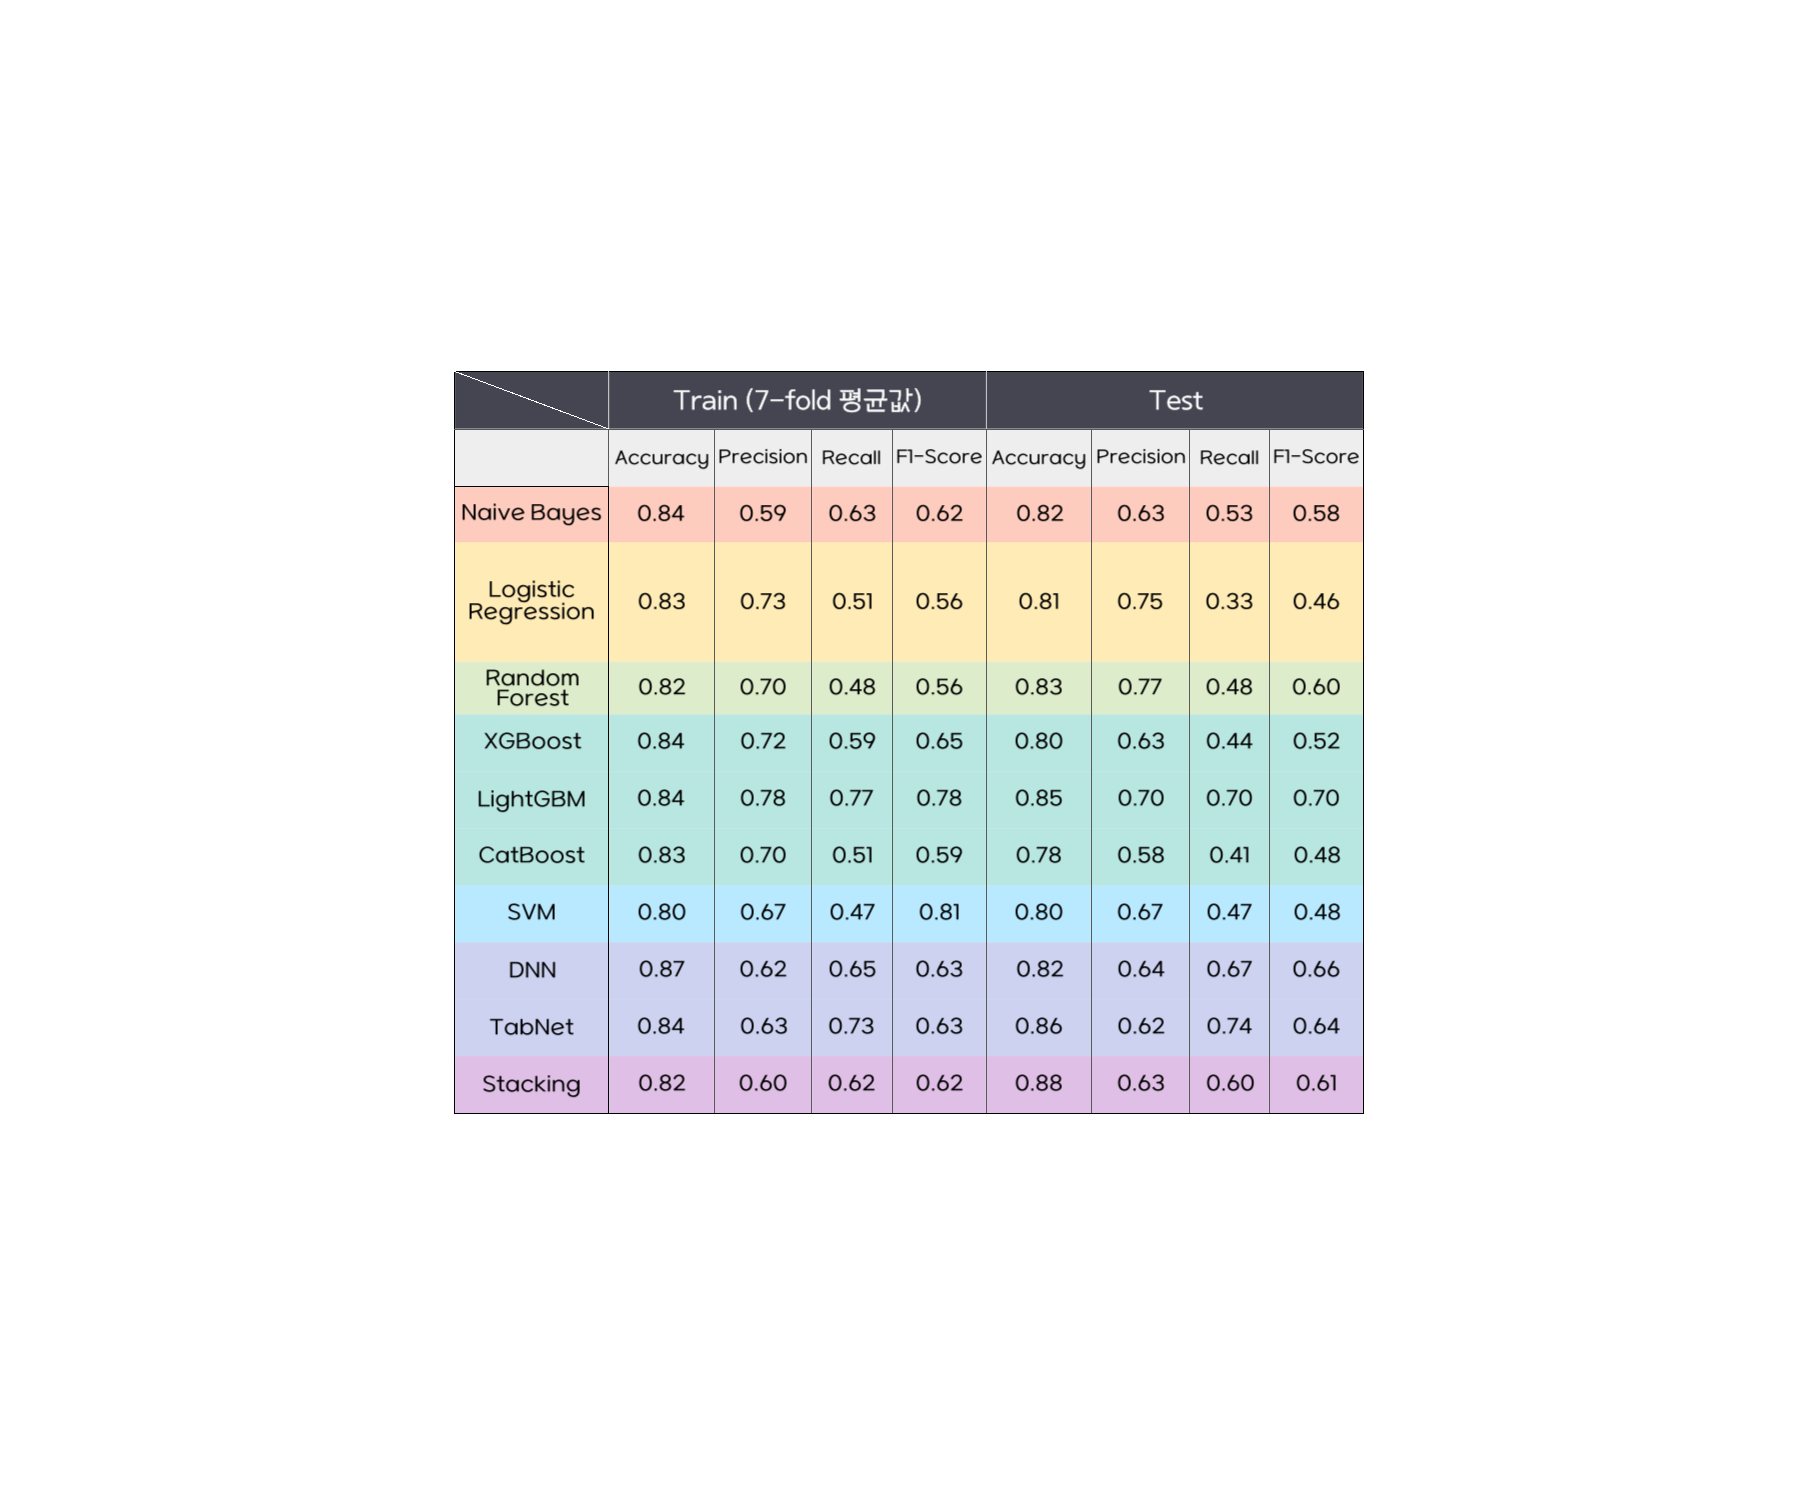 Train (7-fold 평균값) Test
Accuracy Precision Recall F1-Score Accuracy Precision Recall F1-Score
Naive Bayes 0.84 0.59 0.63 0.62 0.82 0.63 0.53 0.58
Logistic
Regression 0.83 0.73 0.51 0.56 0.81 0.75 0.33 0.46
Random
Forest 0.82 0.70 0.48 0.56 0.83 0.77 0.48 0.60
XGBoost 0.84 0.72 0.59 0.65 0.80 0.63 0.44 0.52
LightGBM 0.84 0.78 0.77 0.78 0.85 0.70 0.70 0.70
CatBoost 0.83 0.70 0.51 0.59 0.78 0.58 0.41 0.48
SVM 0.80 0.67 0.47 0.81 0.80 0.67 0.47 0.48
DNN 0.87 0.62 0.65 0.63 0.82 0.64 0.67 0.66
TabNet 0.84 0.63 0.73 0.63 0.86 0.62 0.74 0.64
Stacking 0.82 0.60 0.62 0.62 0.88 0.63 0.60 0.61